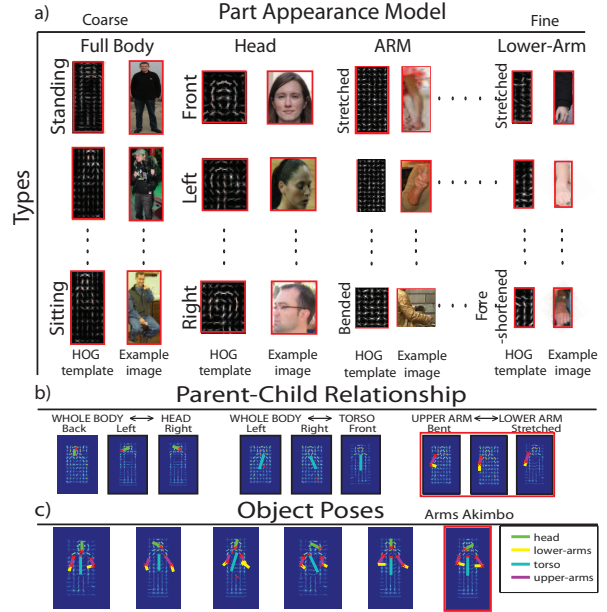 a)
Part Appearance Model
Coarse
Fine
Full Body
Head
ARM
Lower-Arm
Types
Standing
Front
Stretched
Stretched
Left
Sitting
Right
Bended
Fore
-shortened
HOG template
Example image
HOG template
Example image
HOG template
Example image
HOG template
Example image
b)
Parent-Child Relationship
WHOLE BODY ⟷ HEAD
Back Left Right
WHOLE BODY ⟷ TORSO
Left Right Front
UPPER ARM ⟷ LOWER ARM
Bent Stretched
c)
Object Poses
Arms Akimbo
head
lower-arms
torso
upper-arms